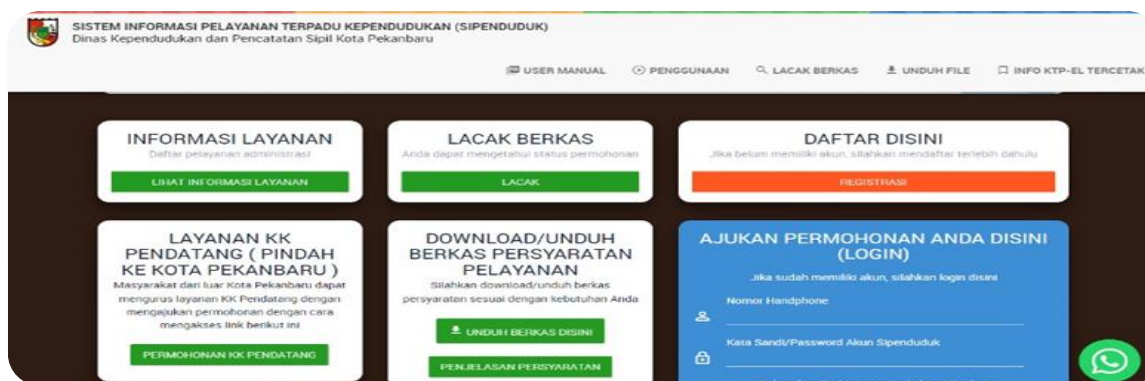 SISTEM INFORMASI PELAYANAN TERPADU KEPENDUDUKAN (SIPENDUDUK)
Dinas Kependudukan dan Pencatatan Sipil Kota Pekanbaru
USER MANUAL
PENGGUNAAN
LACAK BERKAS
UNDUH FILE
INFO KTP-EL TERCETAK
INFORMASI LAYANAN
Daftar pelayanan administrasi
LIHAT INFORMASI LAYANAN
LACAK BERKAS
Anda dapat mengetahui status permohonan
LACAK
DAFTAR DISINI
Jika belum memiliki akun, silahkan mendaftar terlebih dahulu
REGISTRASI
LAYANAN KK
PENDATANG ( PINDAH
KE KOTA PEKANBARU )
Masyarakat dari luar Kota Pekanbaru dapat
mengurus layanan KK Pendatang dengan
mengajukan permohonan dengan cara
mengakses link berikut ini
PERMOHONAN KK PENDATANG
DOWNLOAD/UNDUH
BERKAS PERSYARATAN
PELAYANAN
Silahkan download/unduh berkas
persyaratan sesuai dengan kebutuhan Anda
UNDUH BERKAS DISINI
PENJELASAN PERSYARATAN
AJUKAN PERMOHONAN ANDA DISINI
(LOGIN)
Jika sudah memiliki akun, silahkan login disini
Nomor Handphone
Kata Sandi/Password Akun Sipenduduk